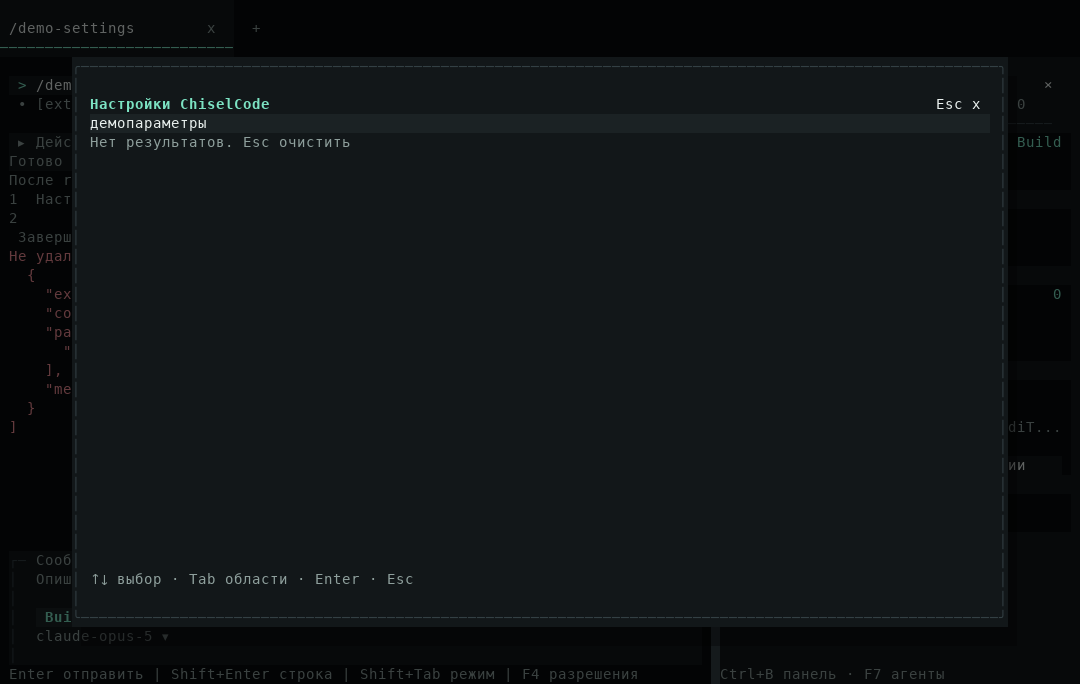 /demo-settings x +
> /dem ×
• [ext 0
Настройки ChiselCode Esc x
демопараметры
▸ Дейс Нет результатов. Esc очистить Build
Готово
После r
1 Наст
2
Заверш
Не удал
{
"ex 0
"co
"pa
"
],
"me
}
] diT...
ии
Сооб
Опиш
↑↓ выбор · Tab области · Enter · Esc
Bui
claude-opus-5 ▾
Enter отправить | Shift+Enter строка | Shift+Tab режим | F4 разрешения Ctrl+B панель · F7 агенты